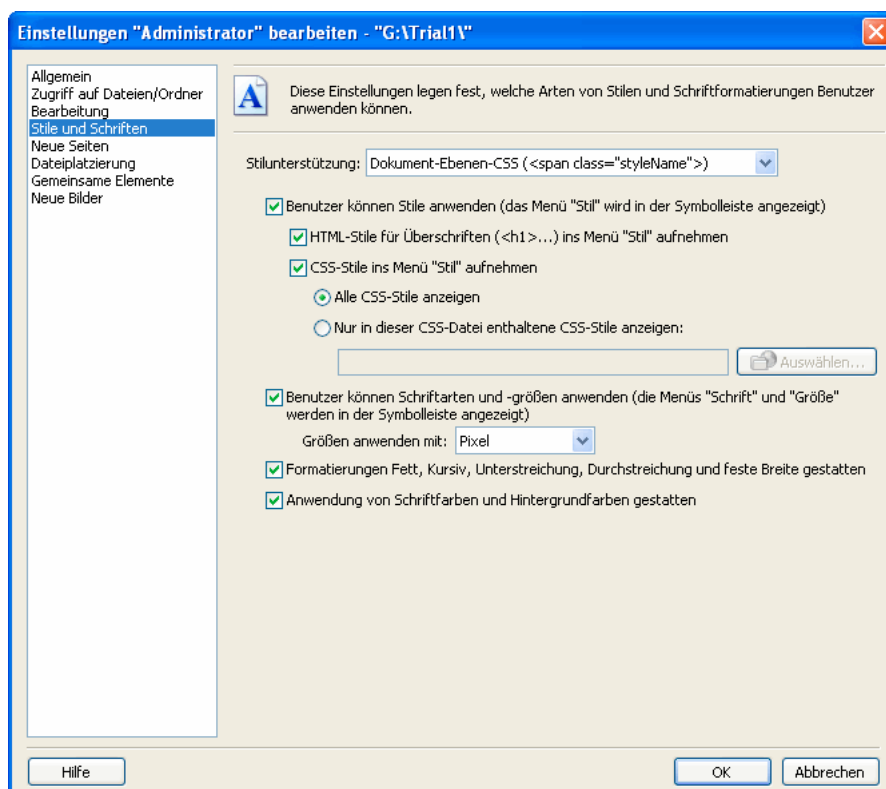 Einstellungen "Administrator" bearbeiten - "G:\Trial1\"
Allgemein
Zugriff auf Dateien/Ordner
Bearbeitung
Stile und Schriften
Neue Seiten
Dateiplatzierung
Gemeinsame Elemente
Neue Bilder
Diese Einstellungen legen fest, welche Arten von Stilen und Schriftformatierungen Benutzer
anwenden können.
Stilunterstützung: Dokument-Ebenen-CSS (<span class="styleName">)
Benutzer können Stile anwenden (das Menü "Stil" wird in der Symbolleiste angezeigt)
HTML-Stile für Überschriften (<h1>...) ins Menü "Stil" aufnehmen
CSS-Stile ins Menü "Stil" aufnehmen
Alle CSS-Stile anzeigen
Nur in dieser CSS-Datei enthaltene CSS-Stile anzeigen:
Auswählen...
Benutzer können Schriftarten und -größen anwenden (die Menüs "Schrift" und "Größe"
werden in der Symbolleiste angezeigt)
Größen anwenden mit: Pixel
Formatierungen Fett, Kursiv, Unterstreichung, Durchstreichung und feste Breite gestatten
Anwendung von Schriftfarben und Hintergrundfarben gestatten
Hilfe
OK
Abbrechen